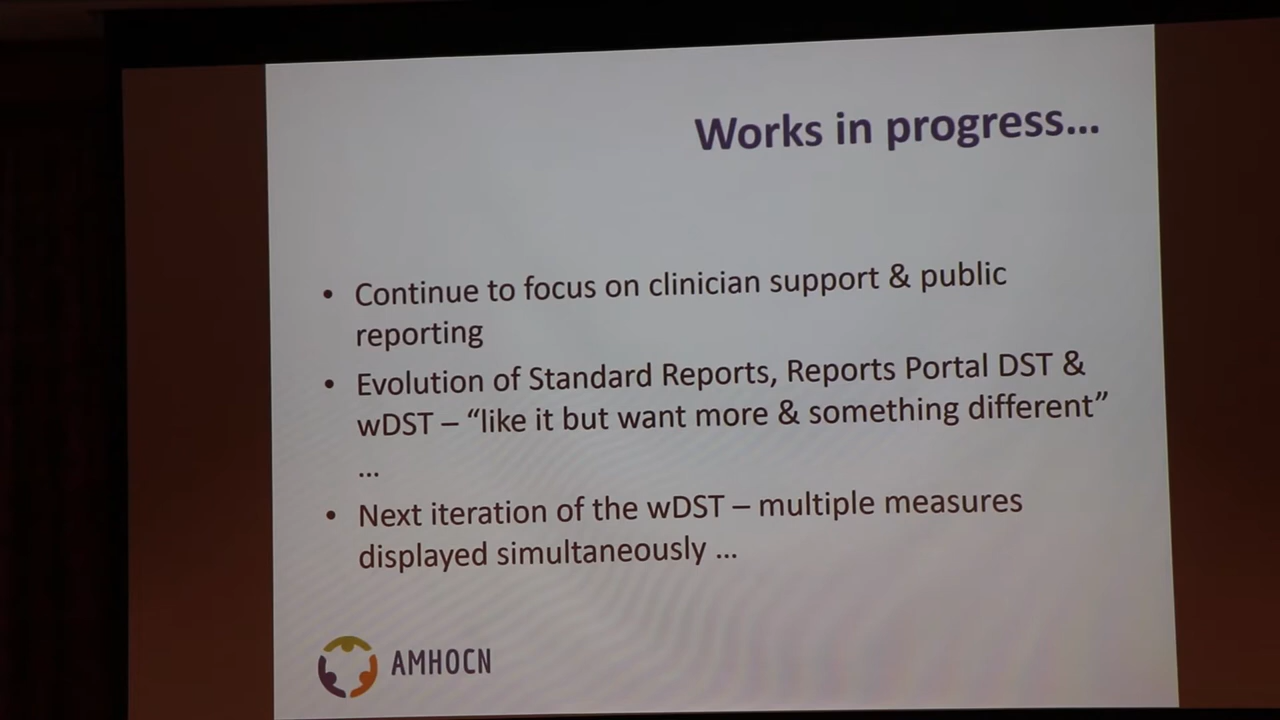 Works in progress...
• Continue to focus on clinician support & public
reporting
• Evolution of Standard Reports, Reports Portal DST &
wDST – “like it but want more & something different”
...
• Next iteration of the wDST – multiple measures
displayed simultaneously ...
AMHOCN